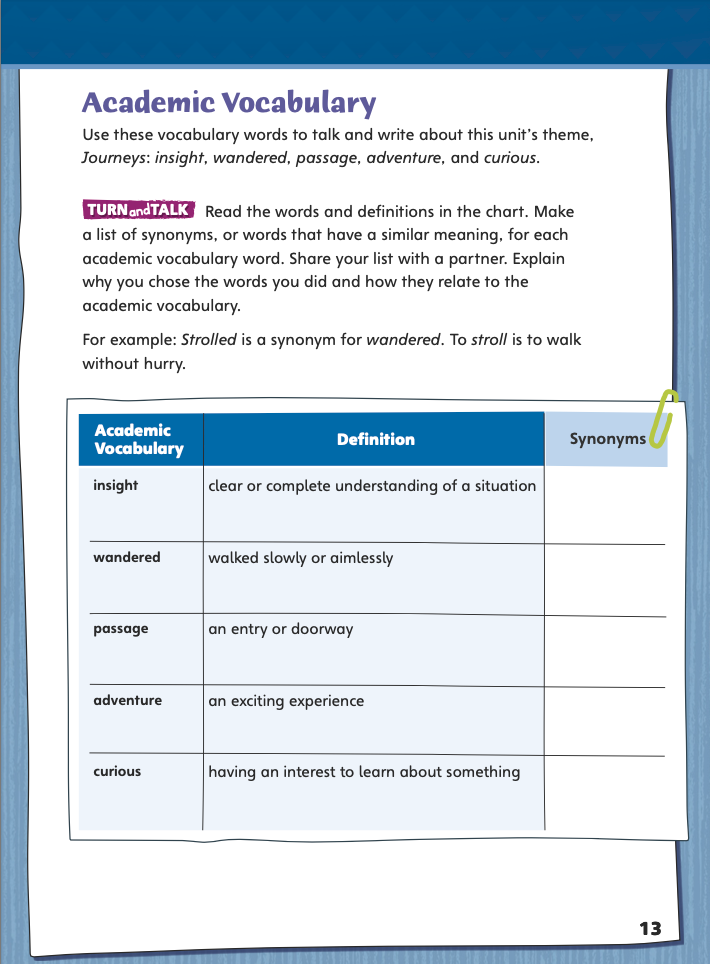 Academic Vocabulary
Use these vocabulary words to talk and write about this unit's theme,
Journeys: insight, wandered, passage, adventure, and curious.
TURN and TALK Read the words and definitions in the chart. Make
a list of synonyms, or words that have a similar meaning, for each
academic vocabulary word. Share your list with a partner. Explain
why you chose the words you did and how they relate to the
academic vocabulary.
For example: Strolled is a synonym for wandered. To stroll is to walk
without hurry.
Academic Vocabulary
Definition
Synonyms
insight
clear or complete understanding of a situation
wandered
walked slowly or aimlessly
passage
an entry or doorway
adventure
an exciting experience
curious
having an interest to learn about something
13